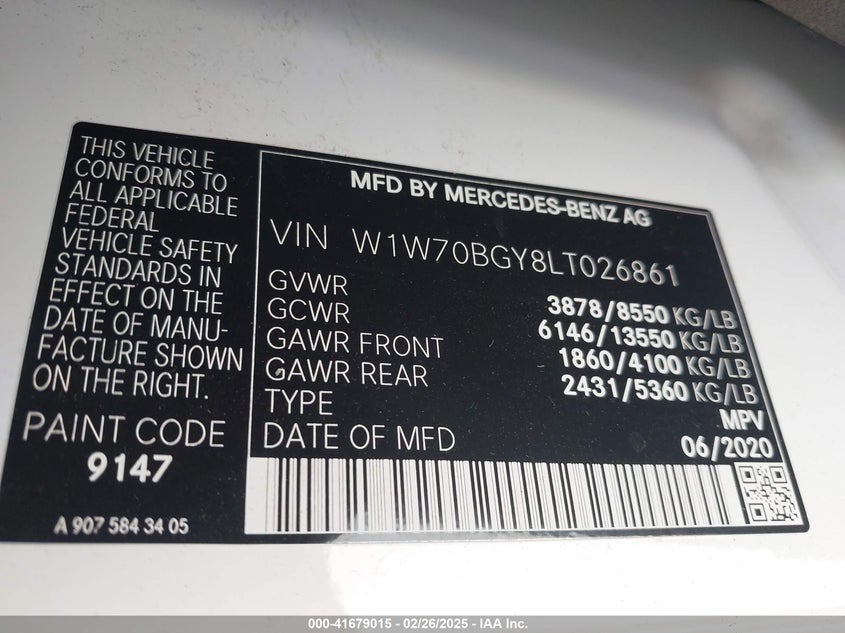 THIS VEHICLE
CONFORMS TO
ALL APPLICABLE
FEDERAL
VEHICLE SAFETY
STANDARDS IN
EFFECT ON THE
DATE OF MANU-
FACTURE SHOWN
ON THE RIGHT.
PAINT CODE
9147
A 907 584 34 05
MFD BY MERCEDES-BENZ AG
VIN W1W70BGY8LT026861
GVWR 3878/8550 KG/LB
GCWR 6146/13550 KG/LB
GAWR FRONT 1860/4100 KG/LB
GAWR REAR 2431/5360 KG/LB
TYPE MPV
DATE OF MFD 06/2020
000-41679015 - 02/26/2025 - IAA Inc.